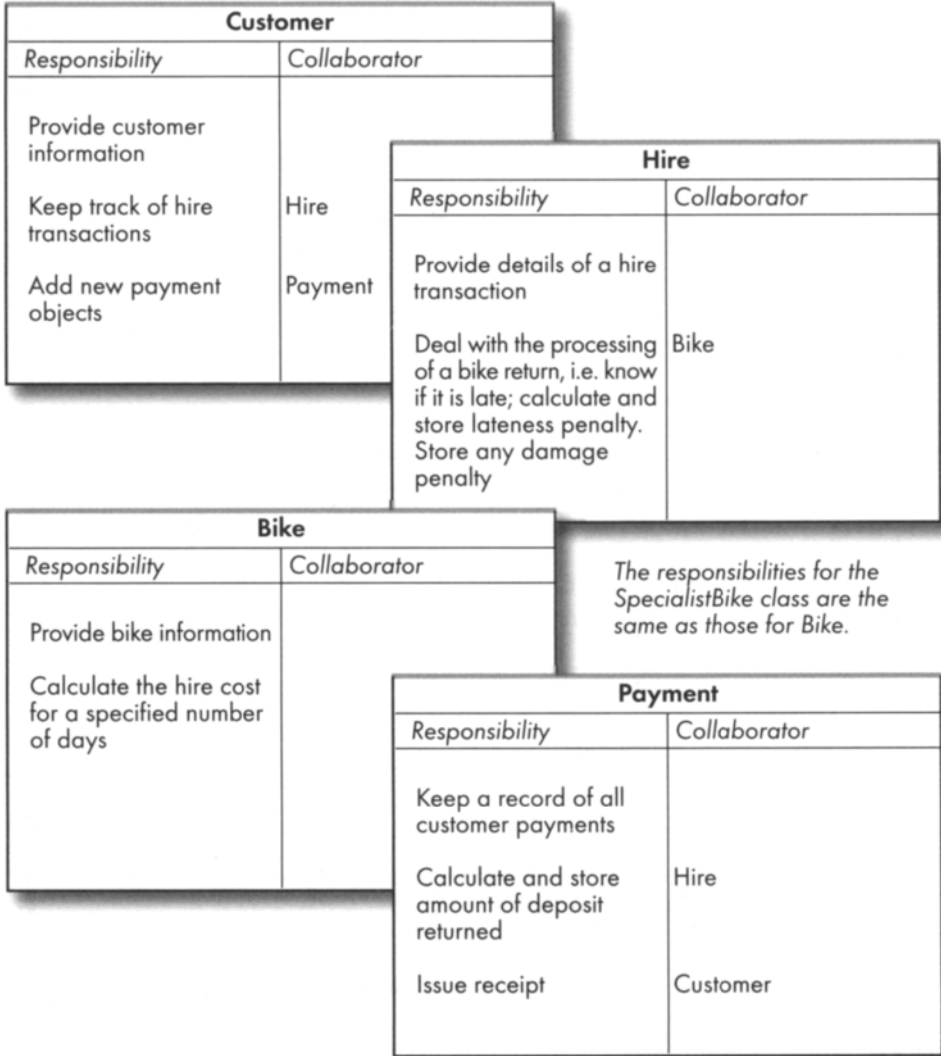 Customer
Responsibility
Collaborator
Provide customer
information
Keep track of hire
transactions
Hire
Add new payment
objects
Payment
Hire
Responsibility
Collaborator
Provide details of a hire
transaction
Deal with the processing
of a bike return, i.e. know
if it is late; calculate and
store lateness penalty.
Store any damage
penalty
Bike
Bike
Responsibility
Collaborator
Provide bike information
Calculate the hire cost
for a specified number
of days
The responsibilities for the
SpecialistBike class are the
same as those for Bike.
Payment
Responsibility
Collaborator
Keep a record of all
customer payments
Calculate and store
amount of deposit
returned
Hire
Issue receipt
Customer